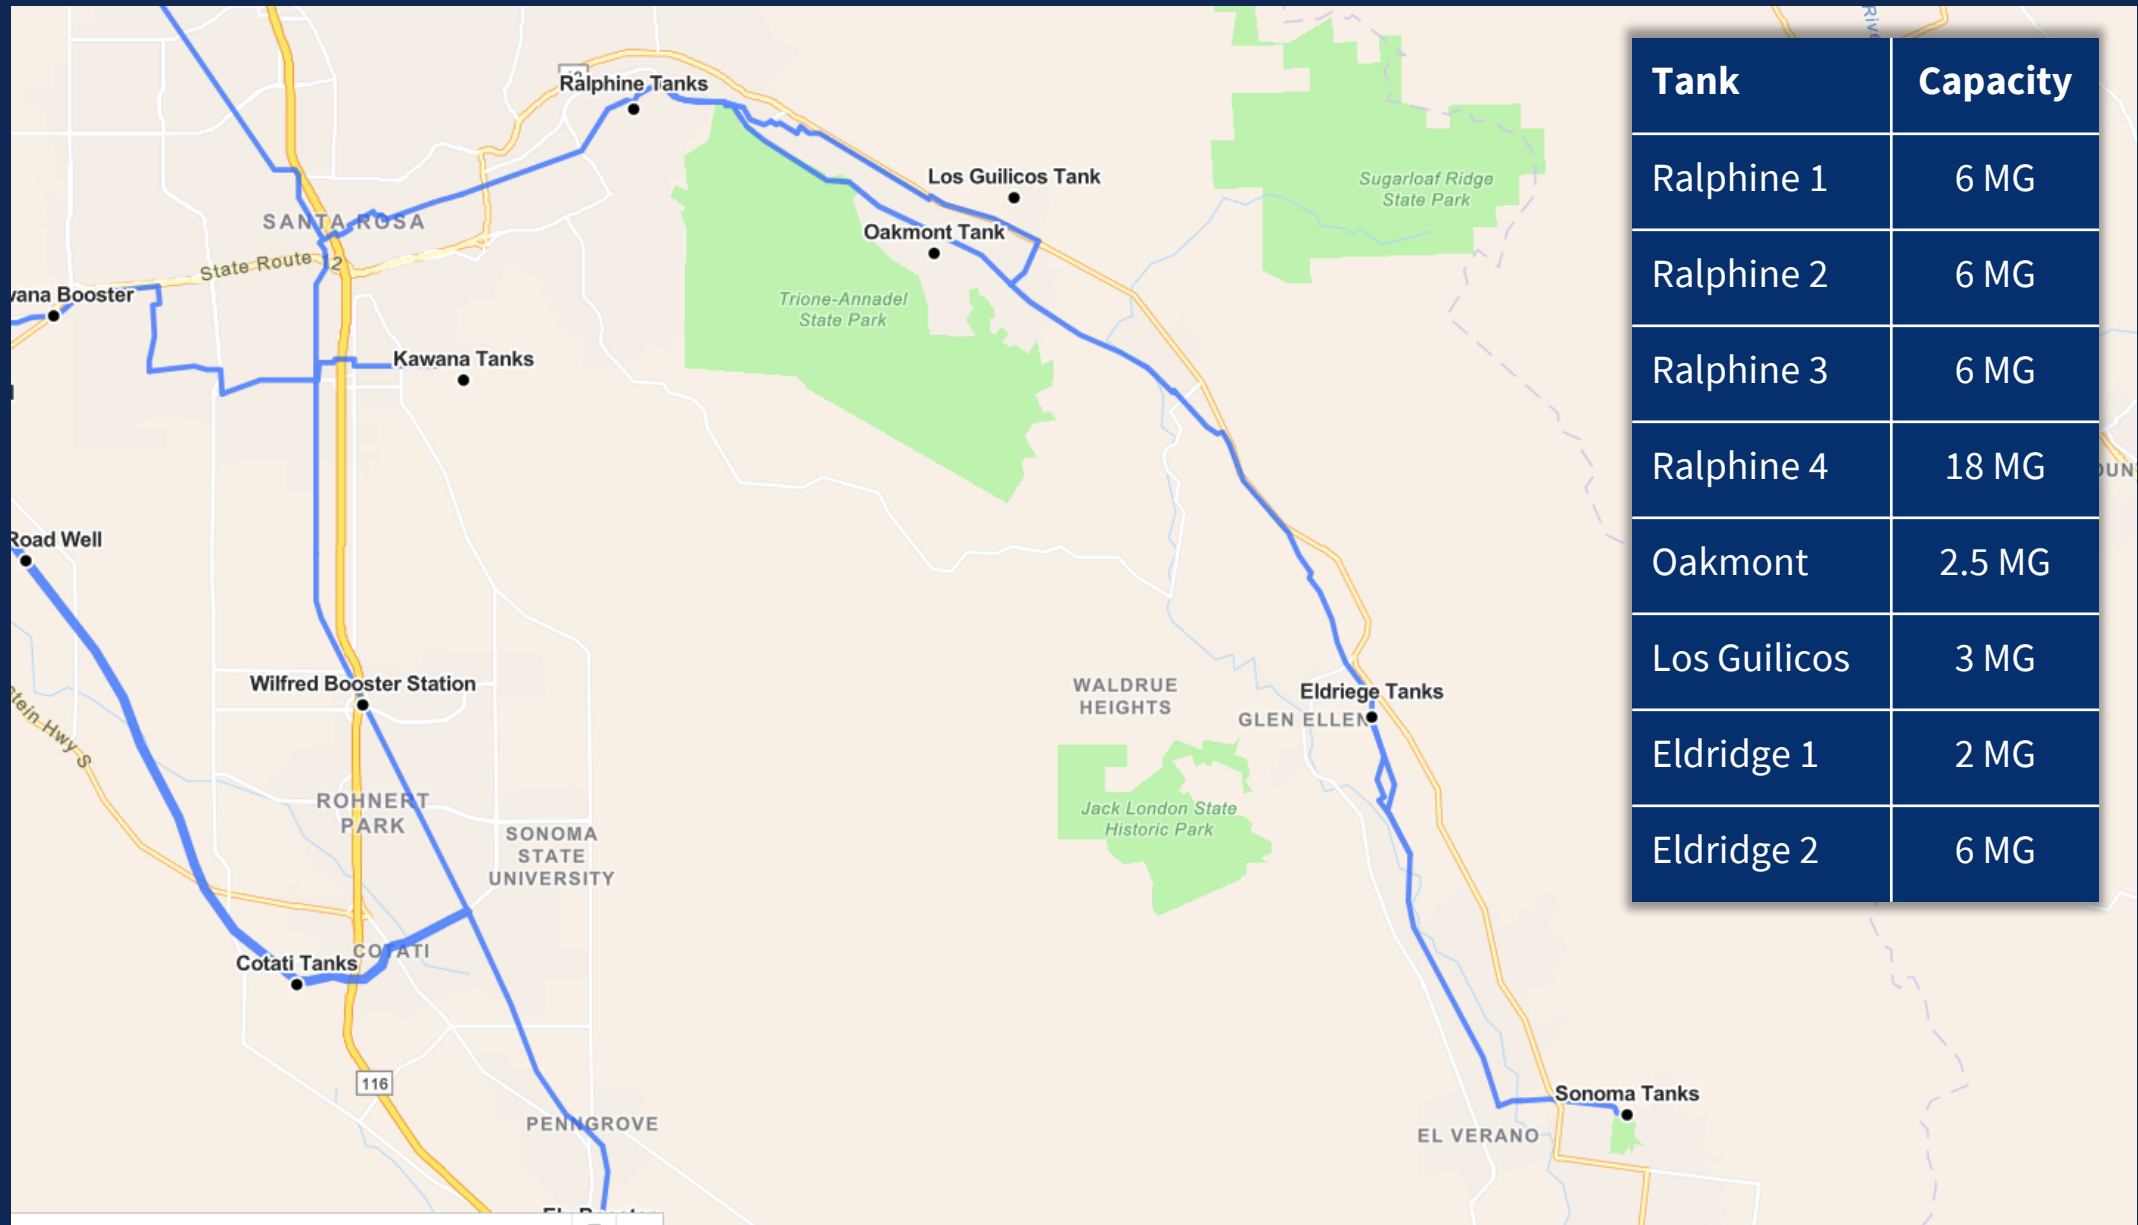 Ralphine Tanks
Los Guilicos Tank
Sugarloaf Ridge
State Park
SANTA ROSA
Oakmont Tank
State Route 12
Booster
Trione-Annadel
State Park
Kawana Tanks
Road Well
WALDRUE
HEIGHTS
Wilfred Booster Station
Eldriege Tanks
GLEN ELLEN
Hwy S
ROHNERT
PARK
Jack London State
Historic Park
SONOMA
STATE
UNIVERSITY
COTATI
Cotati Tanks
116
PENNGROVE
Sonoma Tanks
EL VERANO
Tank Capacity
Ralphine 1 6 MG
Ralphine 2 6 MG
Ralphine 3 6 MG
Ralphine 4 18 MG
Oakmont 2.5 MG
Los Guilicos 3 MG
Eldridge 1 2 MG
Eldridge 2 6 MG